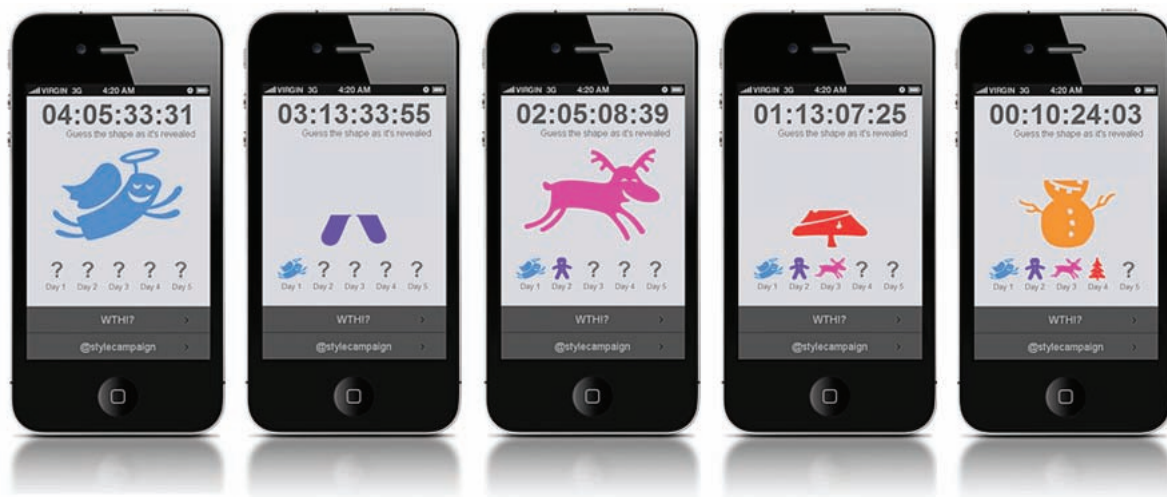 VIRGIN 3G 4:20 AM
04:05:33:31
Guess the shape as it's revealed
? ? ? ? ?
Day 1 Day 2 Day 3 Day 4 Day 5
WTHI? >
@stylecampaign >
VIRGIN 3G 4:20 AM
03:13:33:55
Guess the shape as it's revealed
? ? ? ?
Day 1 Day 2 Day 3 Day 4 Day 5
WTHI? >
@stylecampaign >
VIRGIN 3G 4:20 AM
02:05:08:39
Guess the shape as it's revealed
? ? ?
Day 1 Day 2 Day 3 Day 4 Day 5
WTHI? >
@stylecampaign >
VIRGIN 3G 4:20 AM
01:13:07:25
Guess the shape as it's revealed
? ?
Day 1 Day 2 Day 3 Day 4 Day 5
WTHI? >
@stylecampaign >
VIRGIN 3G 4:20 AM
00:10:24:03
Guess the shape as it's revealed
?
Day 1 Day 2 Day 3 Day 4 Day 5
WTHI? >
@stylecampaign >